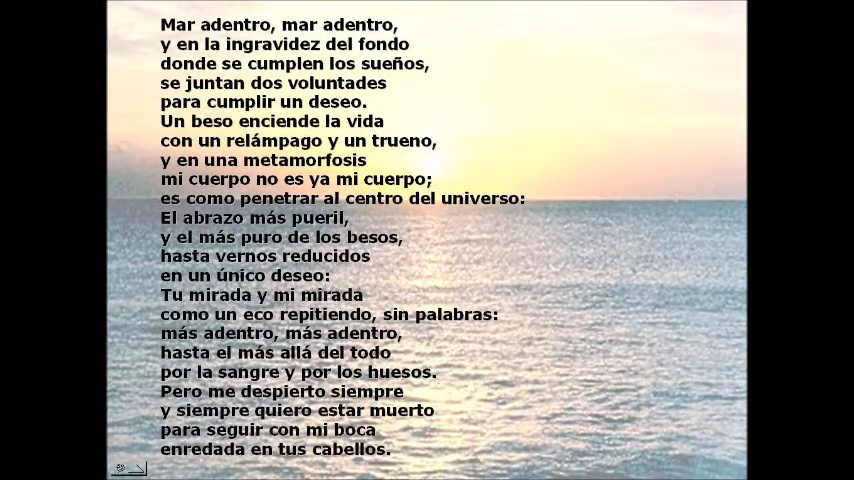 Mar adentro, mar adentro,
y en la ingravidez del fondo
donde se cumplen los sueños,
se juntan dos voluntades
para cumplir un deseo.
Un beso enciende la vida
con un relámpago y un trueno,
y en una metamorfosis
mi cuerpo no es ya mi cuerpo;
es como penetrar al centro del universo:
El abrazo más pueril,
y el más puro de los besos,
hasta vernos reducidos
en un único deseo:
Tu mirada y mi mirada
como un eco repitiendo, sin palabras:
más adentro, más adentro,
hasta el más allá del todo
por la sangre y por los huesos.
Pero me despierto siempre
y siempre quiero estar muerto
para seguir con mi boca
enredada en tus cabellos.